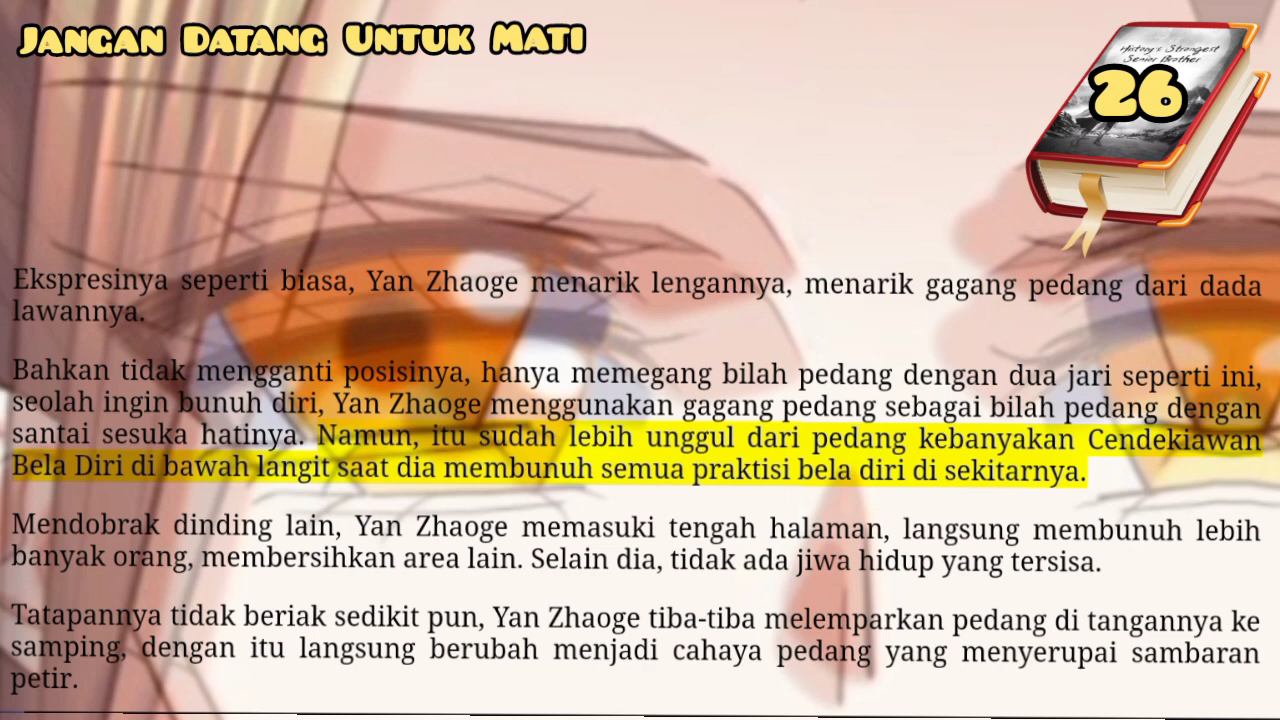 Jangan Datang Untuk Mati
History's Strongest
Senior Brother
26
Ekspresinya seperti biasa, Yan Zhaoge menarik lengannya, menarik gagang pedang dari dada
lawannya.
Bahkan tidak mengganti posisinya, hanya memegang bilah pedang dengan dua jari seperti ini,
seolah ingin bunuh diri, Yan Zhaoge menggunakan gagang pedang sebagai bilah pedang dengan
santai sesuka hatinya. Namun, itu sudah lebih unggul dari pedang kebanyakan Cendekiawan
Bela Diri di bawah langit saat dia membunuh semua praktisi bela diri di sekitarnya.
Mendobrak dinding lain, Yan Zhaoge memasuki tengah halaman, langsung membunuh lebih
banyak orang, membersihkan area lain. Selain dia, tidak ada jiwa hidup yang tersisa.
Tatapannya tidak beriak sedikit pun, Yan Zhaoge tiba-tiba melemparkan pedang di tangannya ke
samping, dengan itu langsung berubah menjadi cahaya pedang yang menyerupai sambaran
petir.